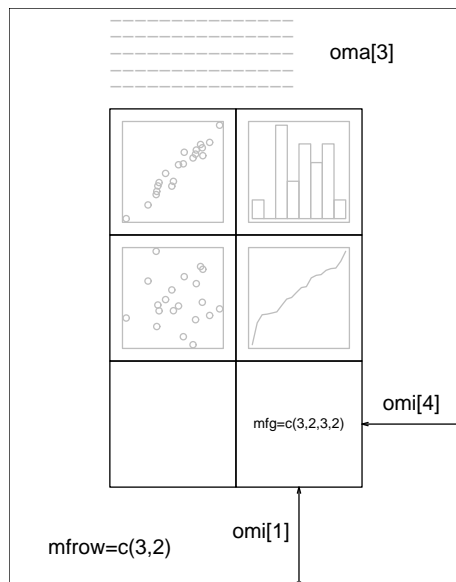 oma[3]
omi[4]
mfg=c(3,2,3,2)
omi[1]
mfrow=c(3,2)